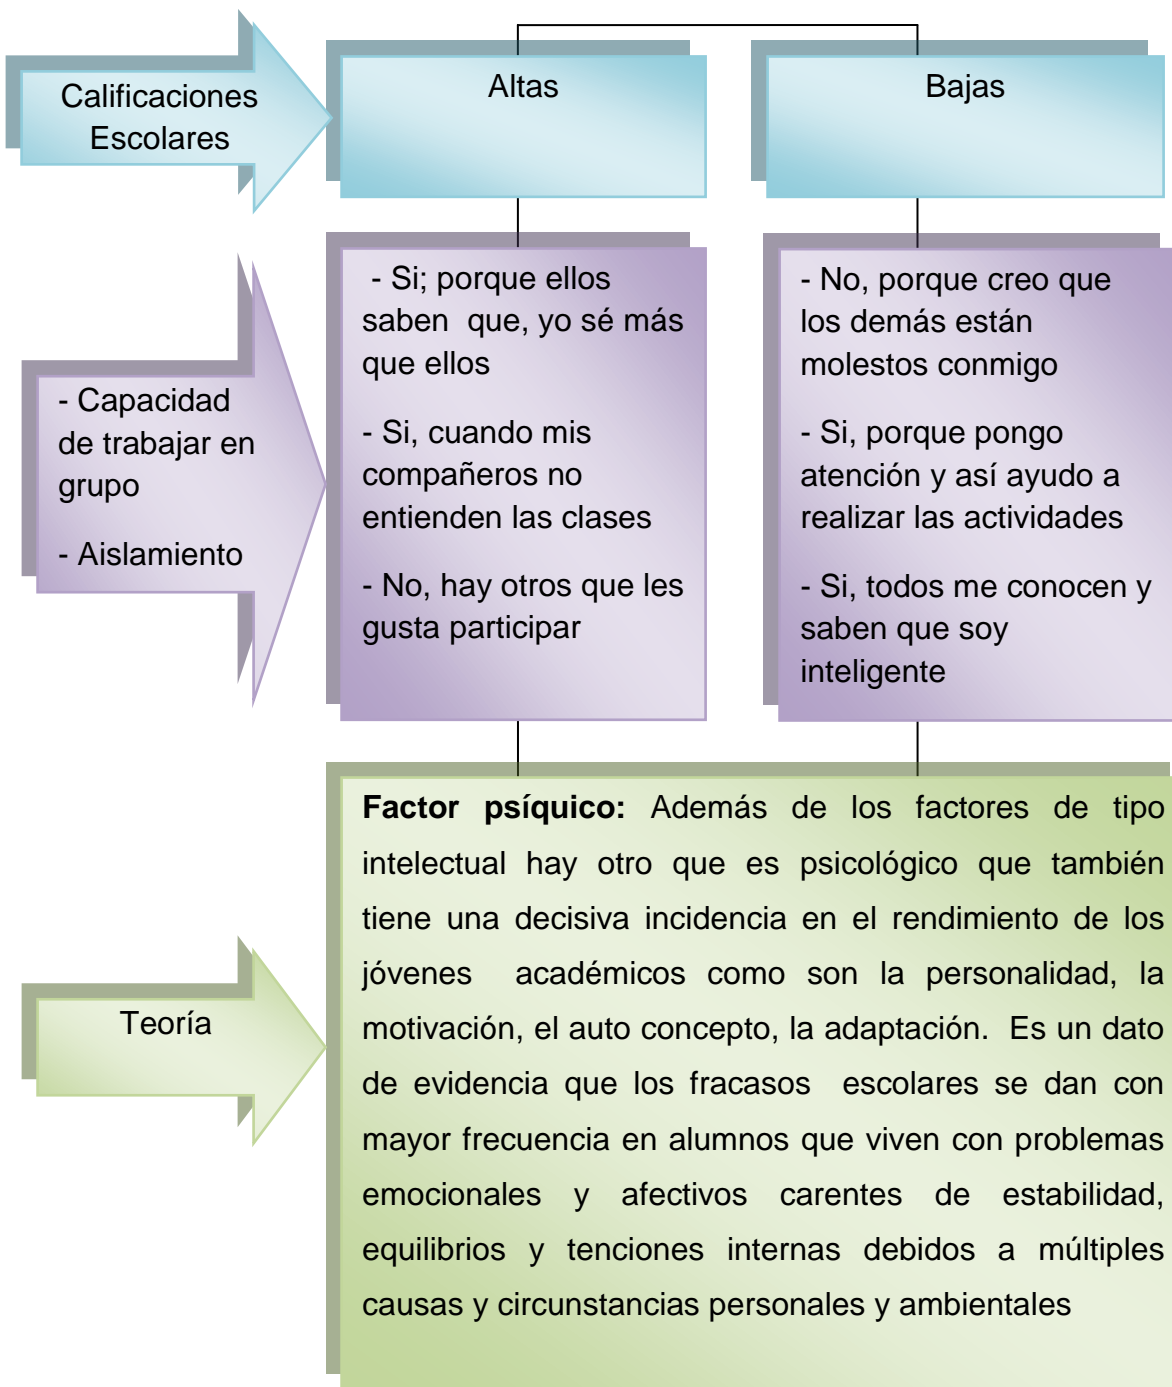 Calificaciones
Escolares
Altas
Bajas
- Capacidad
de trabajar en
grupo
- Aislamiento
- Si; porque ellos
saben que, yo sé más
que ellos
- Si, cuando mis
compañeros no
entienden las clases
- No, hay otros que les
gusta participar
- No, porque creo que
los demás están
molestos conmigo
- Si, porque pongo
atención y así ayudo a
realizar las actividades
- Si, todos me conocen y
saben que soy
inteligente
Teoría
Factor psíquico: Además de los factores de tipo
intelectual hay otro que es psicológico que también
tiene una decisiva incidencia en el rendimiento de los
jóvenes académicos como son la personalidad, la
motivación, el auto concepto, la adaptación. Es un dato
de evidencia que los fracasos escolares se dan con
mayor frecuencia en alumnos que viven con problemas
emocionales y afectivos carentes de estabilidad,
equilibrios y tenciones internas debidos a múltiples
causas y circunstancias personales y ambientales